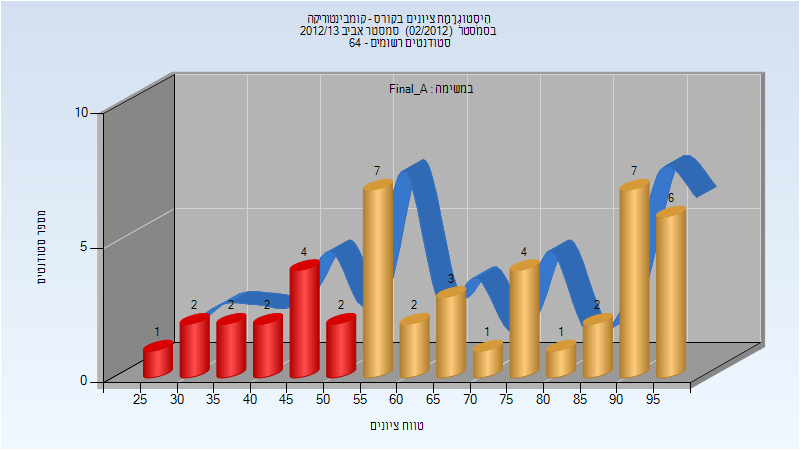 היסטוגרמת ציונים בקורס - קומבינטוריקה
בסמסטר (02/2012) סמסטר אביב 2012/13
סטודנטים רשומים - 64
במשימה : Final_A
מספר סטודנטים
10
5
0
1
2
2
2
4
2
7
2
3
1
4
1
2
7
6
25 30 35 40 45 50 55 60 65 70 75 80 85 90 95
טווח ציונים